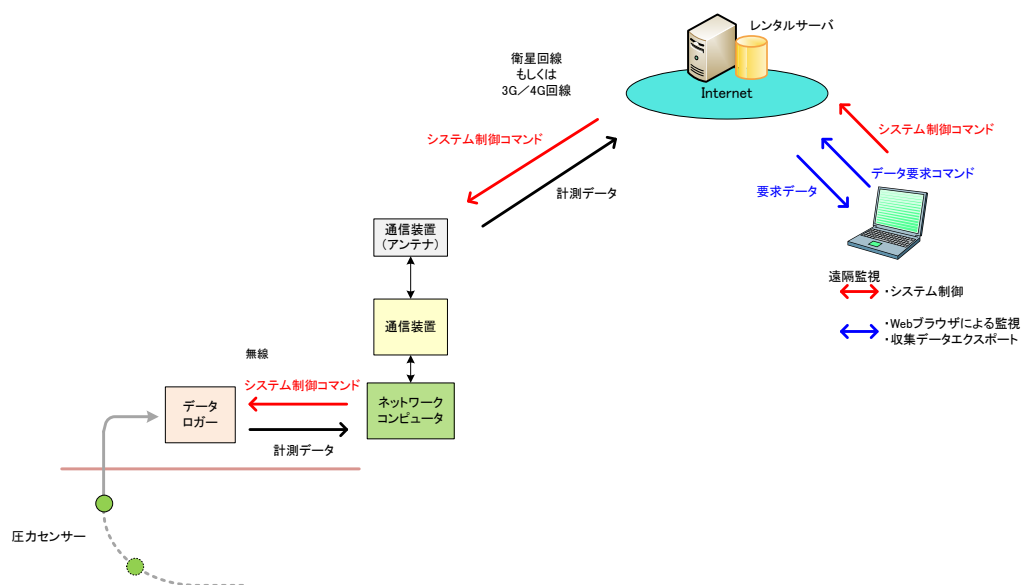 レンタルサーバ
衛星回線
もしくは
3G／4G回線
Internet
システム制御コマンド
システム制御コマンド
データ要求コマンド
計測データ
要求データ
通信装置
（アンテナ）
遠隔監視
・システム制御
・Webブラウザによる監視
・収集データエクスポート
通信装置
無線
システム制御コマンド
データ
ロガー
ネットワーク
コンピュータ
計測データ
圧力センサー